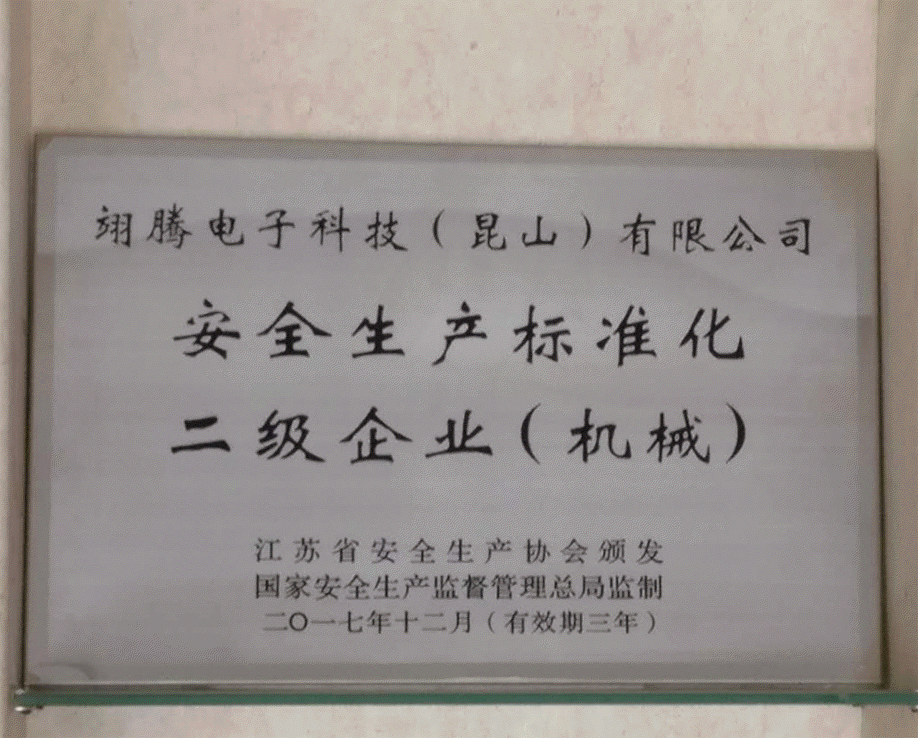 翊腾电子科技（昆山）有限公司
安全生产标准化
二级企业（机械）
江苏省安全生产协会颁发
国家安全生产监督管理总局监制
二〇一七年十二月（有效期三年）